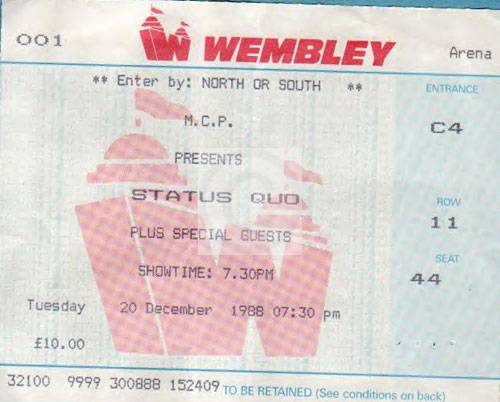 001
WEMBLEY
Arena
** Enter by: NORTH OR SOUTH **
ENTRANCE
C4
M.C.P.
PRESENTS
STATUS QUO
PLUS SPECIAL GUESTS
ROW
11
SEAT
44
SHOWTIME: 7.30PM
Tuesday 20 December 1988 07:30 pm
£10.00
32100 9999 300888 152409 TO BE RETAINED (See conditions on back)